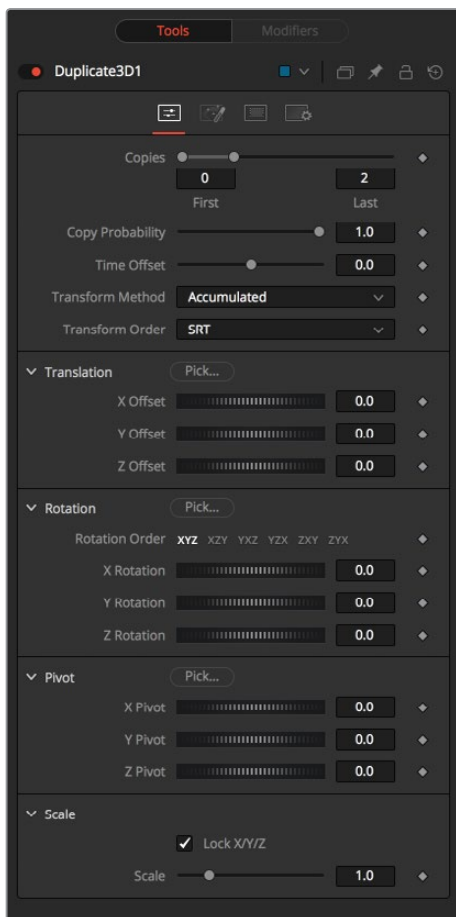 Tools Modifiers
Duplicate3D1
Copies
0 2
First Last
Copy Probability 1.0
Time Offset 0.0
Transform Method Accumulated
Transform Order SRT
Translation Pick...
X Offset 0.0
Y Offset 0.0
Z Offset 0.0
Rotation Pick...
Rotation Order XYZ XZY YXZ YZX ZXY ZYX
X Rotation 0.0
Y Rotation 0.0
Z Rotation 0.0
Pivot Pick...
X Pivot 0.0
Y Pivot 0.0
Z Pivot 0.0
Scale
Lock X/Y/Z
Scale 1.0